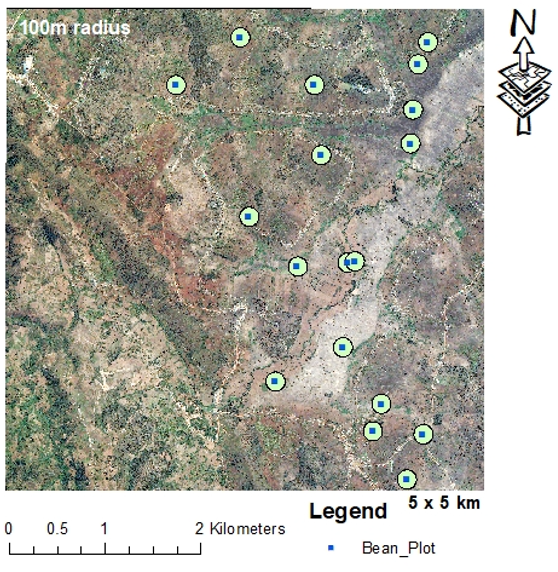 100m radius
N
5 x 5 km
Legend
0 0.5 1 2 Kilometers
Bean_Plot